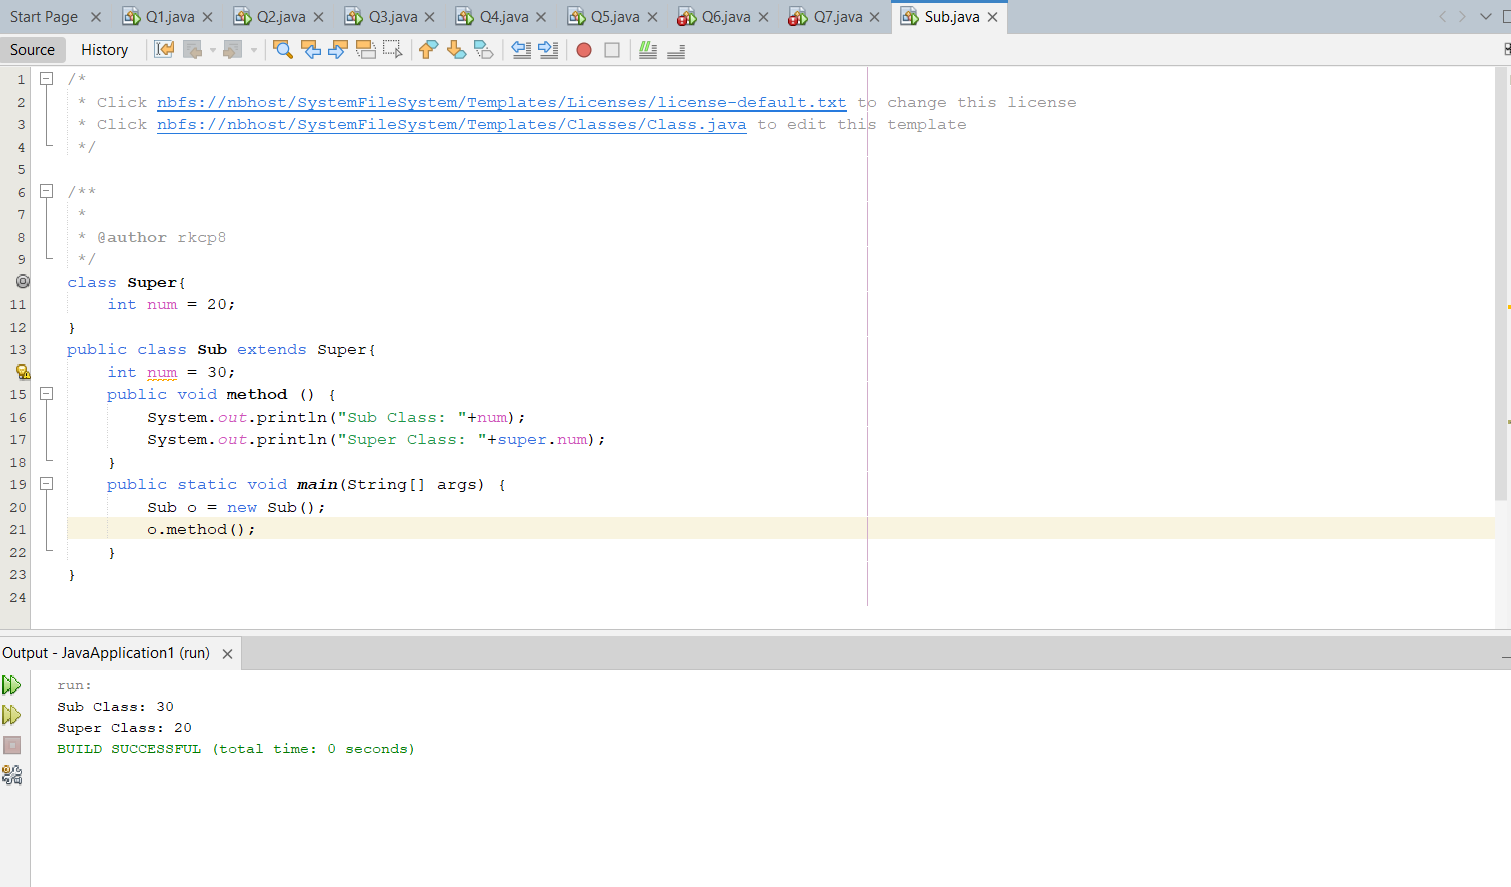 Start Page Q1.java Q2.java Q3.java Q4.java Q5.java Q6.java Q7.java Sub.java
Source History
1 /*
2 * Click nbfs://nbhost/SystemFileSystem/Templates/Licenses/license-default.txt to change this license
3 * Click nbfs://nbhost/SystemFileSystem/Templates/Classes/Class.java to edit this template
4 */
5
6 /**
7 *
8 * @author rkcp8
9 */
class Super{
11 int num = 20;
12 }
13 public class Sub extends Super{
int num = 30;
15 public void method () {
16 System.out.println("Sub Class: "+num);
17 System.out.println("Super Class: "+super.num);
18 }
19 public static void main(String[] args) {
20 Sub o = new Sub();
21 o.method();
22 }
23 }
24
Output - JavaApplication1 (run)
run:
Sub Class: 30
Super Class: 20
BUILD SUCCESSFUL (total time: 0 seconds)